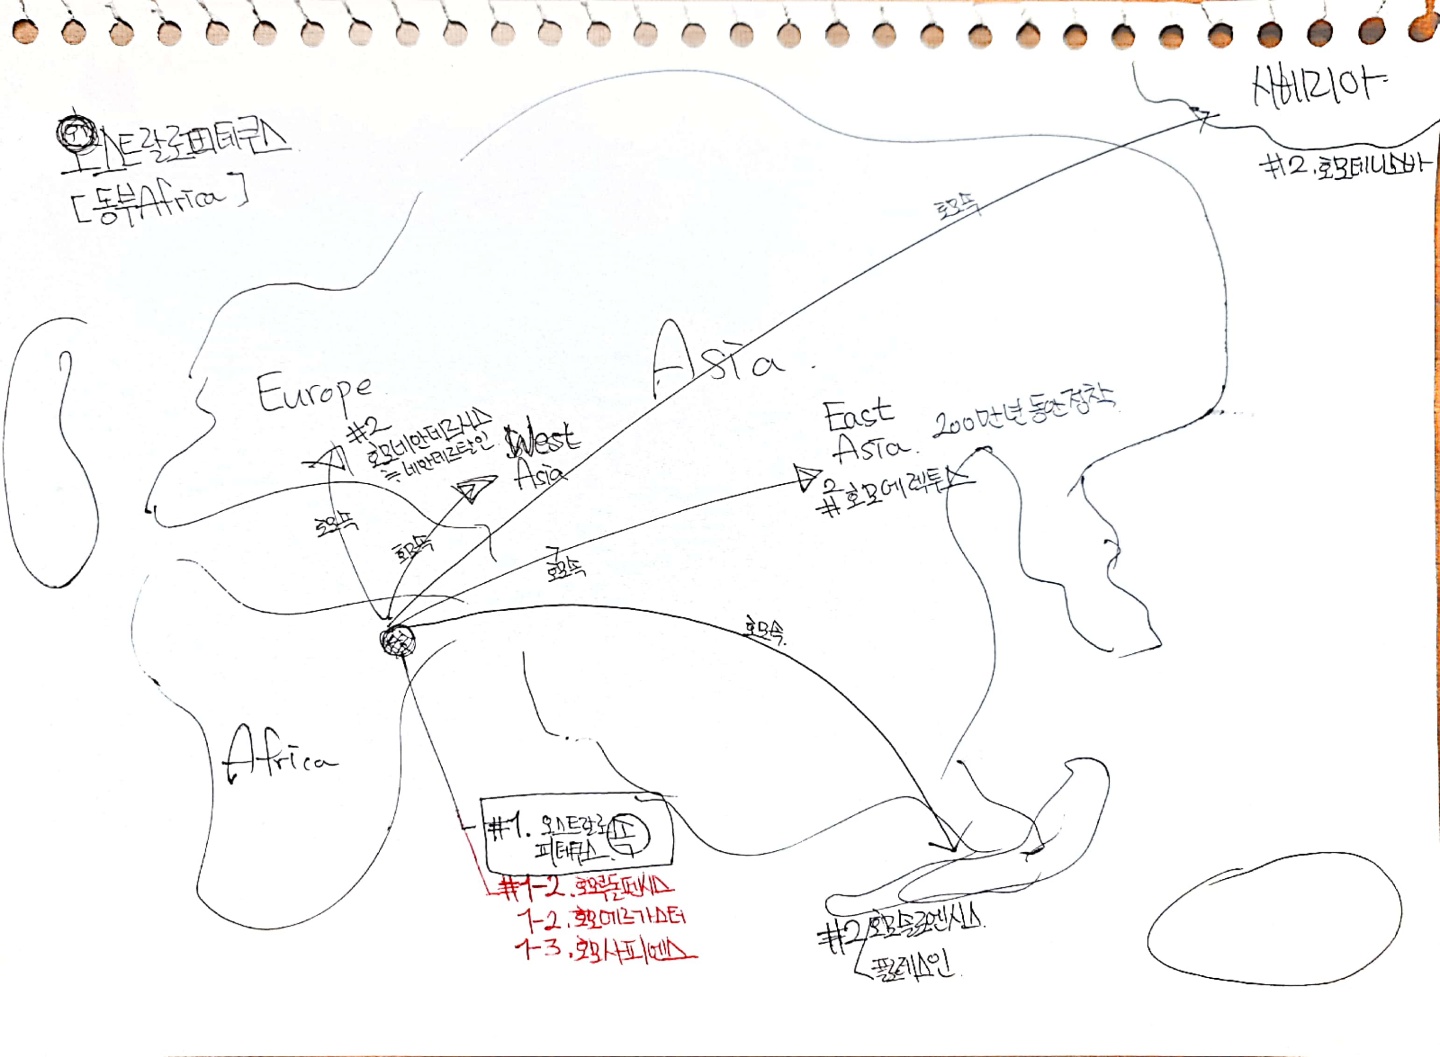 오스트랄로피테쿠스
[동부Africa]
시베리아
#2.호모데니소바
호모속
Asia.
Europe
#2
호모네안데르시스
≒네안데르탈인
West
Asia
East
Asia.
200만년 동안 정착
#2 호모에렉투스
호모속
호모속
호모속
호모속
Africa
#1. 오스트랄로
피테쿠스 속
#1-2.호모루돌펜시스
1-2.호모에르가스터
1-3.호모사피엔스
#2 호모솔로엔시스
플로레스인